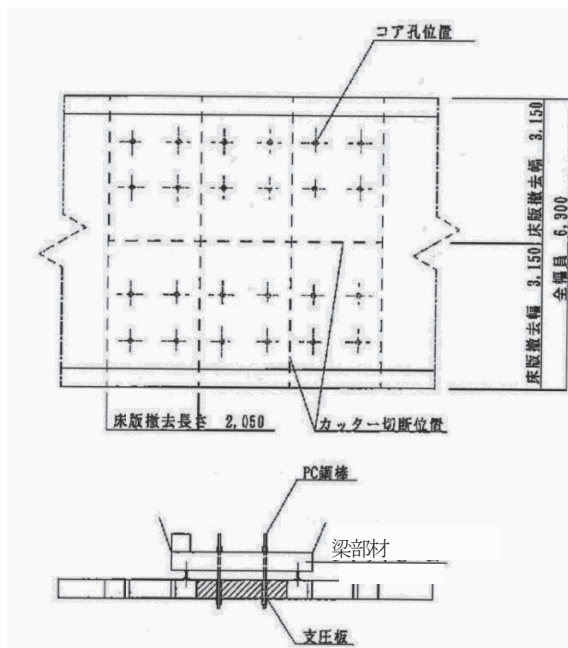 コア孔位置
床版撤去幅 3,150
床版撤去幅 3,150
全幅員 6,300
床版撤去長さ 2,050
カッター切断位置
PC鋼棒
梁部材
支圧板